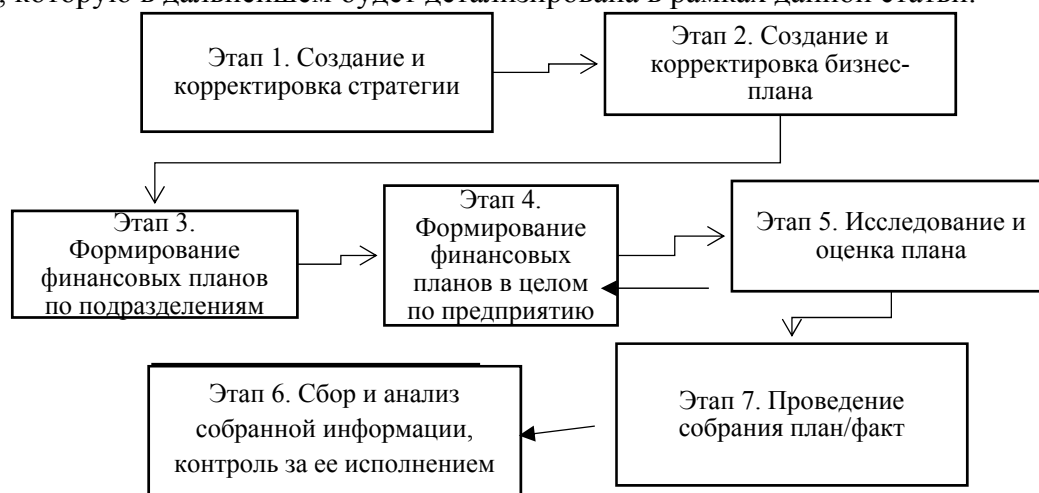 , которую в дальнейшем будет детализирована в рамках данной статьи.
Этап 1. Создание и
корректировка стратегии
Этап 2. Создание и
корректировка бизнес-
плана
Этап 3.
Формирование
финансовых планов
по подразделениям
Этап 4.
Формирование
финансовых
планов в целом
по предприятию
Этап 5. Исследование и
оценка плана
Этап 6. Сбор и анализ
собранной информации,
контроль за ее исполнением
Этап 7. Проведение
собрания план/факт